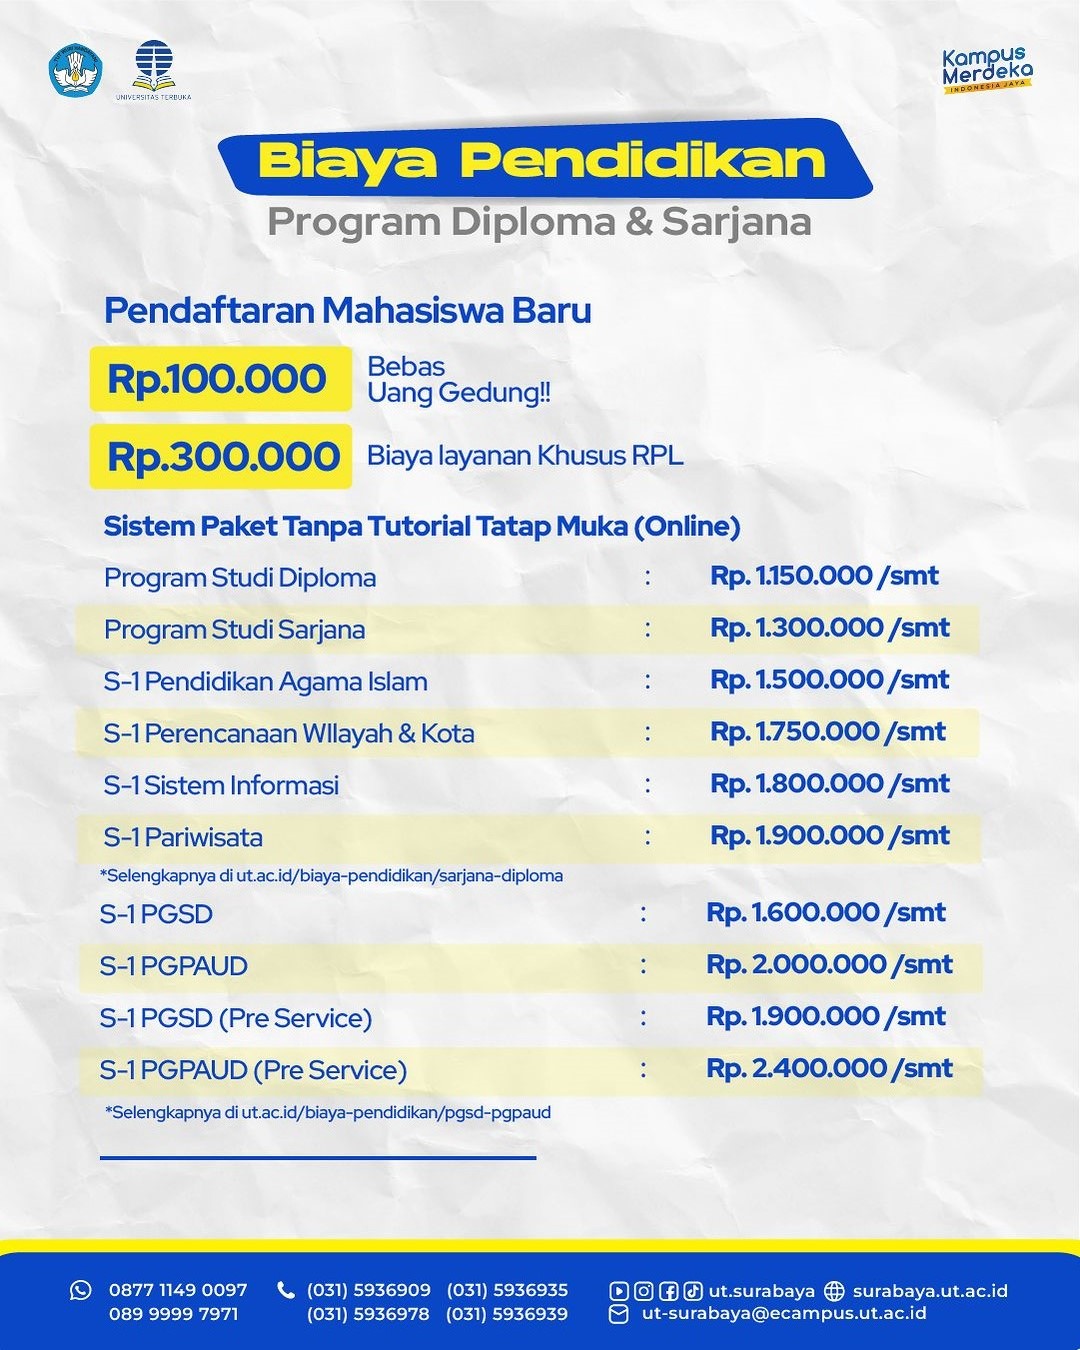 TUT WURI HANDAYANI
UNIVERSITAS TERBUKA
Kampus
Merdeka
INDONESIA JAYA
Biaya Pendidikan
Program Diploma & Sarjana
Pendaftaran Mahasiswa Baru
Rp.100.000 Bebas
Uang Gedung!!
Rp.300.000 Biaya layanan Khusus RPL
Sistem Paket Tanpa Tutorial Tatap Muka (Online)
Program Studi Diploma : Rp. 1.150.000 /smt
Program Studi Sarjana : Rp. 1.300.000 /smt
S-1 Pendidikan Agama Islam : Rp. 1.500.000 /smt
S-1 Perencanaan WIlayah & Kota : Rp. 1.750.000 /smt
S-1 Sistem Informasi : Rp. 1.800.000 /smt
S-1 Pariwisata : Rp. 1.900.000 /smt
*Selengkapnya di ut.ac.id/biaya-pendidikan/sarjana-diploma
S-1 PGSD : Rp. 1.600.000 /smt
S-1 PGPAUD : Rp. 2.000.000 /smt
S-1 PGSD (Pre Service) : Rp. 1.900.000 /smt
S-1 PGPAUD (Pre Service) : Rp. 2.400.000 /smt
*Selengkapnya di ut.ac.id/biaya-pendidikan/pgsd-pgpaud
0877 1149 0097 (031) 5936909 (031) 5936935 ut.surabaya surabaya.ut.ac.id
089 9999 7971 (031) 5936978 (031) 5936939 ut-surabaya@ecampus.ut.ac.id